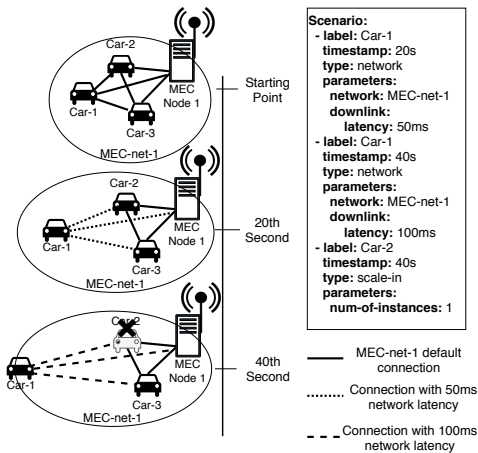 Car-2
Car-1
Car-3
MEC
Node 1
MEC-net-1
Starting
Point
Car-2
Car-1
Car-3
MEC
Node 1
MEC-net-1
20th
Second
Car-2
Car-1
Car-3
MEC
Node 1
MEC-net-1
40th
Second
Scenario:
- label: Car-1
timestamp: 20s
type: network
parameters:
network: MEC-net-1
downlink:
latency: 50ms
- label: Car-1
timestamp: 40s
type: network
parameters:
network: MEC-net-1
downlink:
latency: 100ms
- label: Car-2
timestamp: 40s
type: scale-in
parameters:
num-of-instances: 1
MEC-net-1 default
connection
Connection with 50ms
network latency
Connection with 100ms
network latency